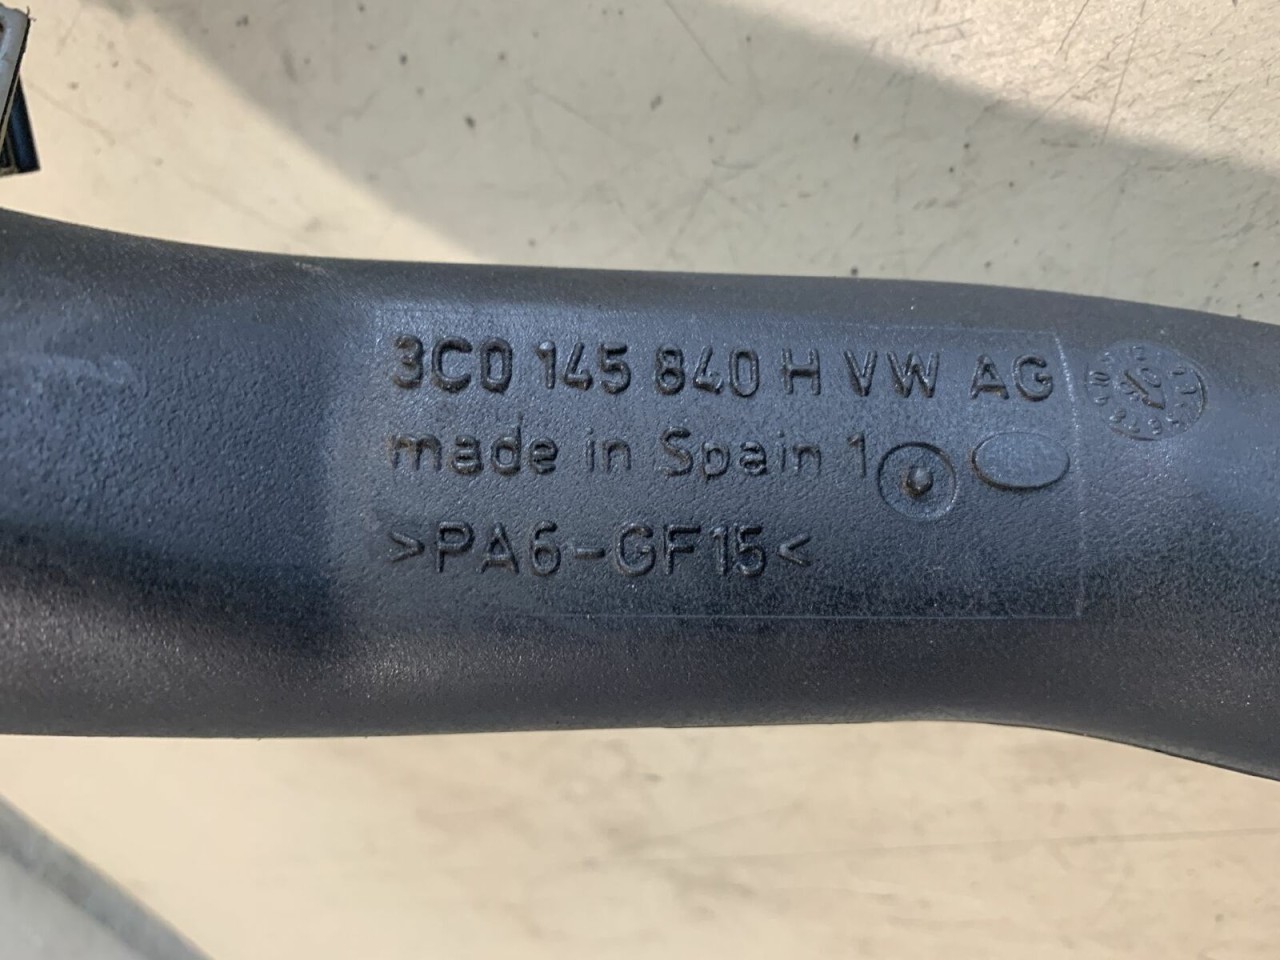 3C0 145 840 H VW AG
made in Spain 1
>PA6-GF15<